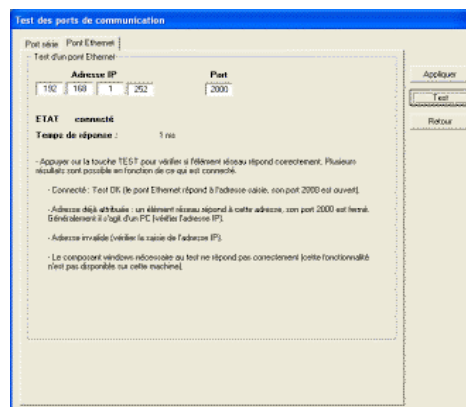 Test des ports de communication
Port série Pont Ethernet
Test d'un pont Ethernet
Adresse IP Port
192 168 1 252 2000
Appliquer
Test
Retour
ETAT connecté
Temps de réponse : 1 ms
- Appuyer sur la touche TEST pour vérifier si l'élément réseau répond correctement. Plusieurs
résultats sont possible en fonction de ce qui est connecté.
- Connecté : Test OK (le pont Ethernet répond à l'adresse saisie, son port 2000 est ouvert).
- Adresse déjà attribuée : un élément réseau répond à cette adresse, son port 2000 est fermé.
Généralement il s'agit d'un PC (vérifier l'adresse IP).
- Adresse invalide (vérifier la saisie de l'adresse IP).
- Le composant windows nécessaire au test ne répond pas correctement (cette fonctionnalité
n'est pas disponible sur cette machine).